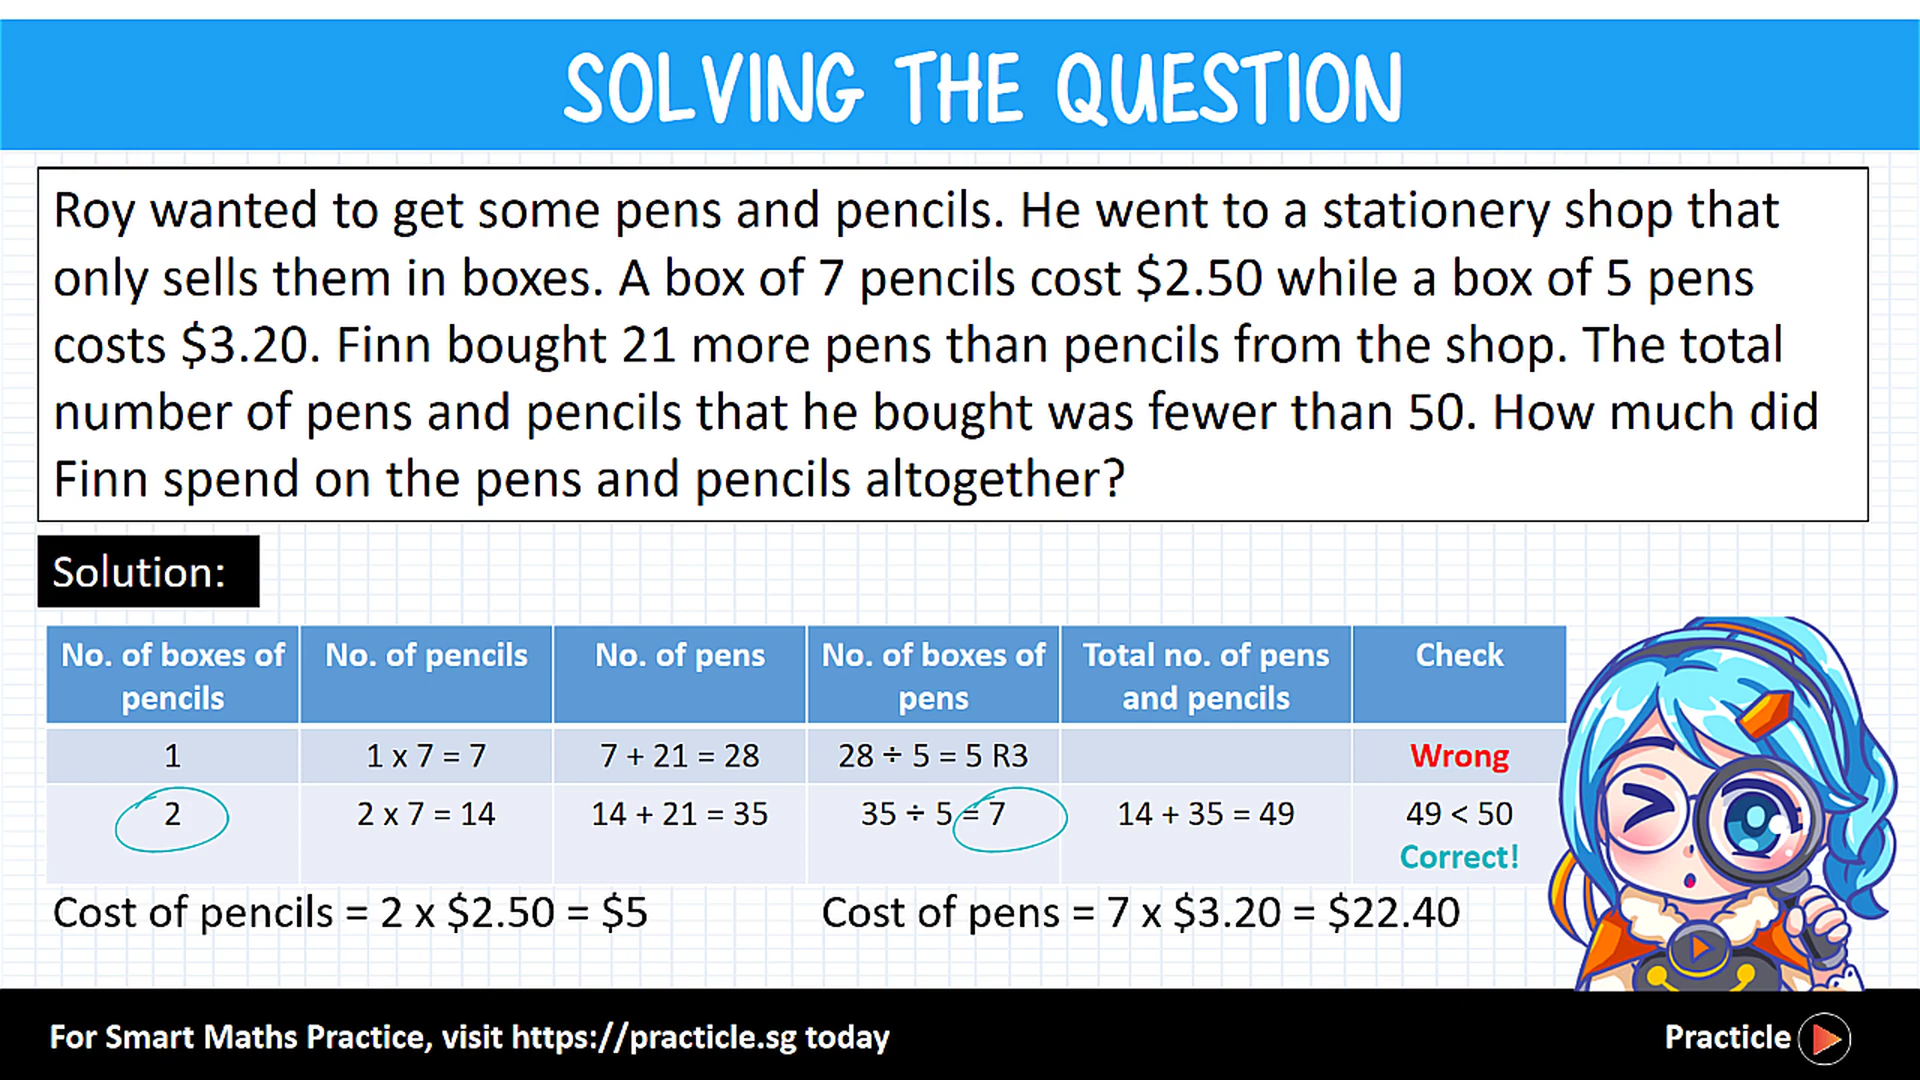 SOLVING THE QUESTION
Roy wanted to get some pens and pencils. He went to a stationery shop that
only sells them in boxes. A box of 7 pencils cost $2.50 while a box of 5 pens
costs $3.20. Finn bought 21 more pens than pencils from the shop. The total
number of pens and pencils that he bought was fewer than 50. How much did
Finn spend on the pens and pencils altogether?
Solution:
No. of boxes of pencils No. of pencils No. of pens No. of boxes of pens Total no. of pens and pencils Check
1 1 x 7 = 7 7 + 21 = 28 28 ÷ 5 = 5 R3 Wrong
2 2 x 7 = 14 14 + 21 = 35 35 ÷ 5 = 7 14 + 35 = 49 49 < 50
Correct!
Cost of pencils = 2 x $2.50 = $5 Cost of pens = 7 x $3.20 = $22.40
For Smart Maths Practice, visit https://practicle.sg today Practicle